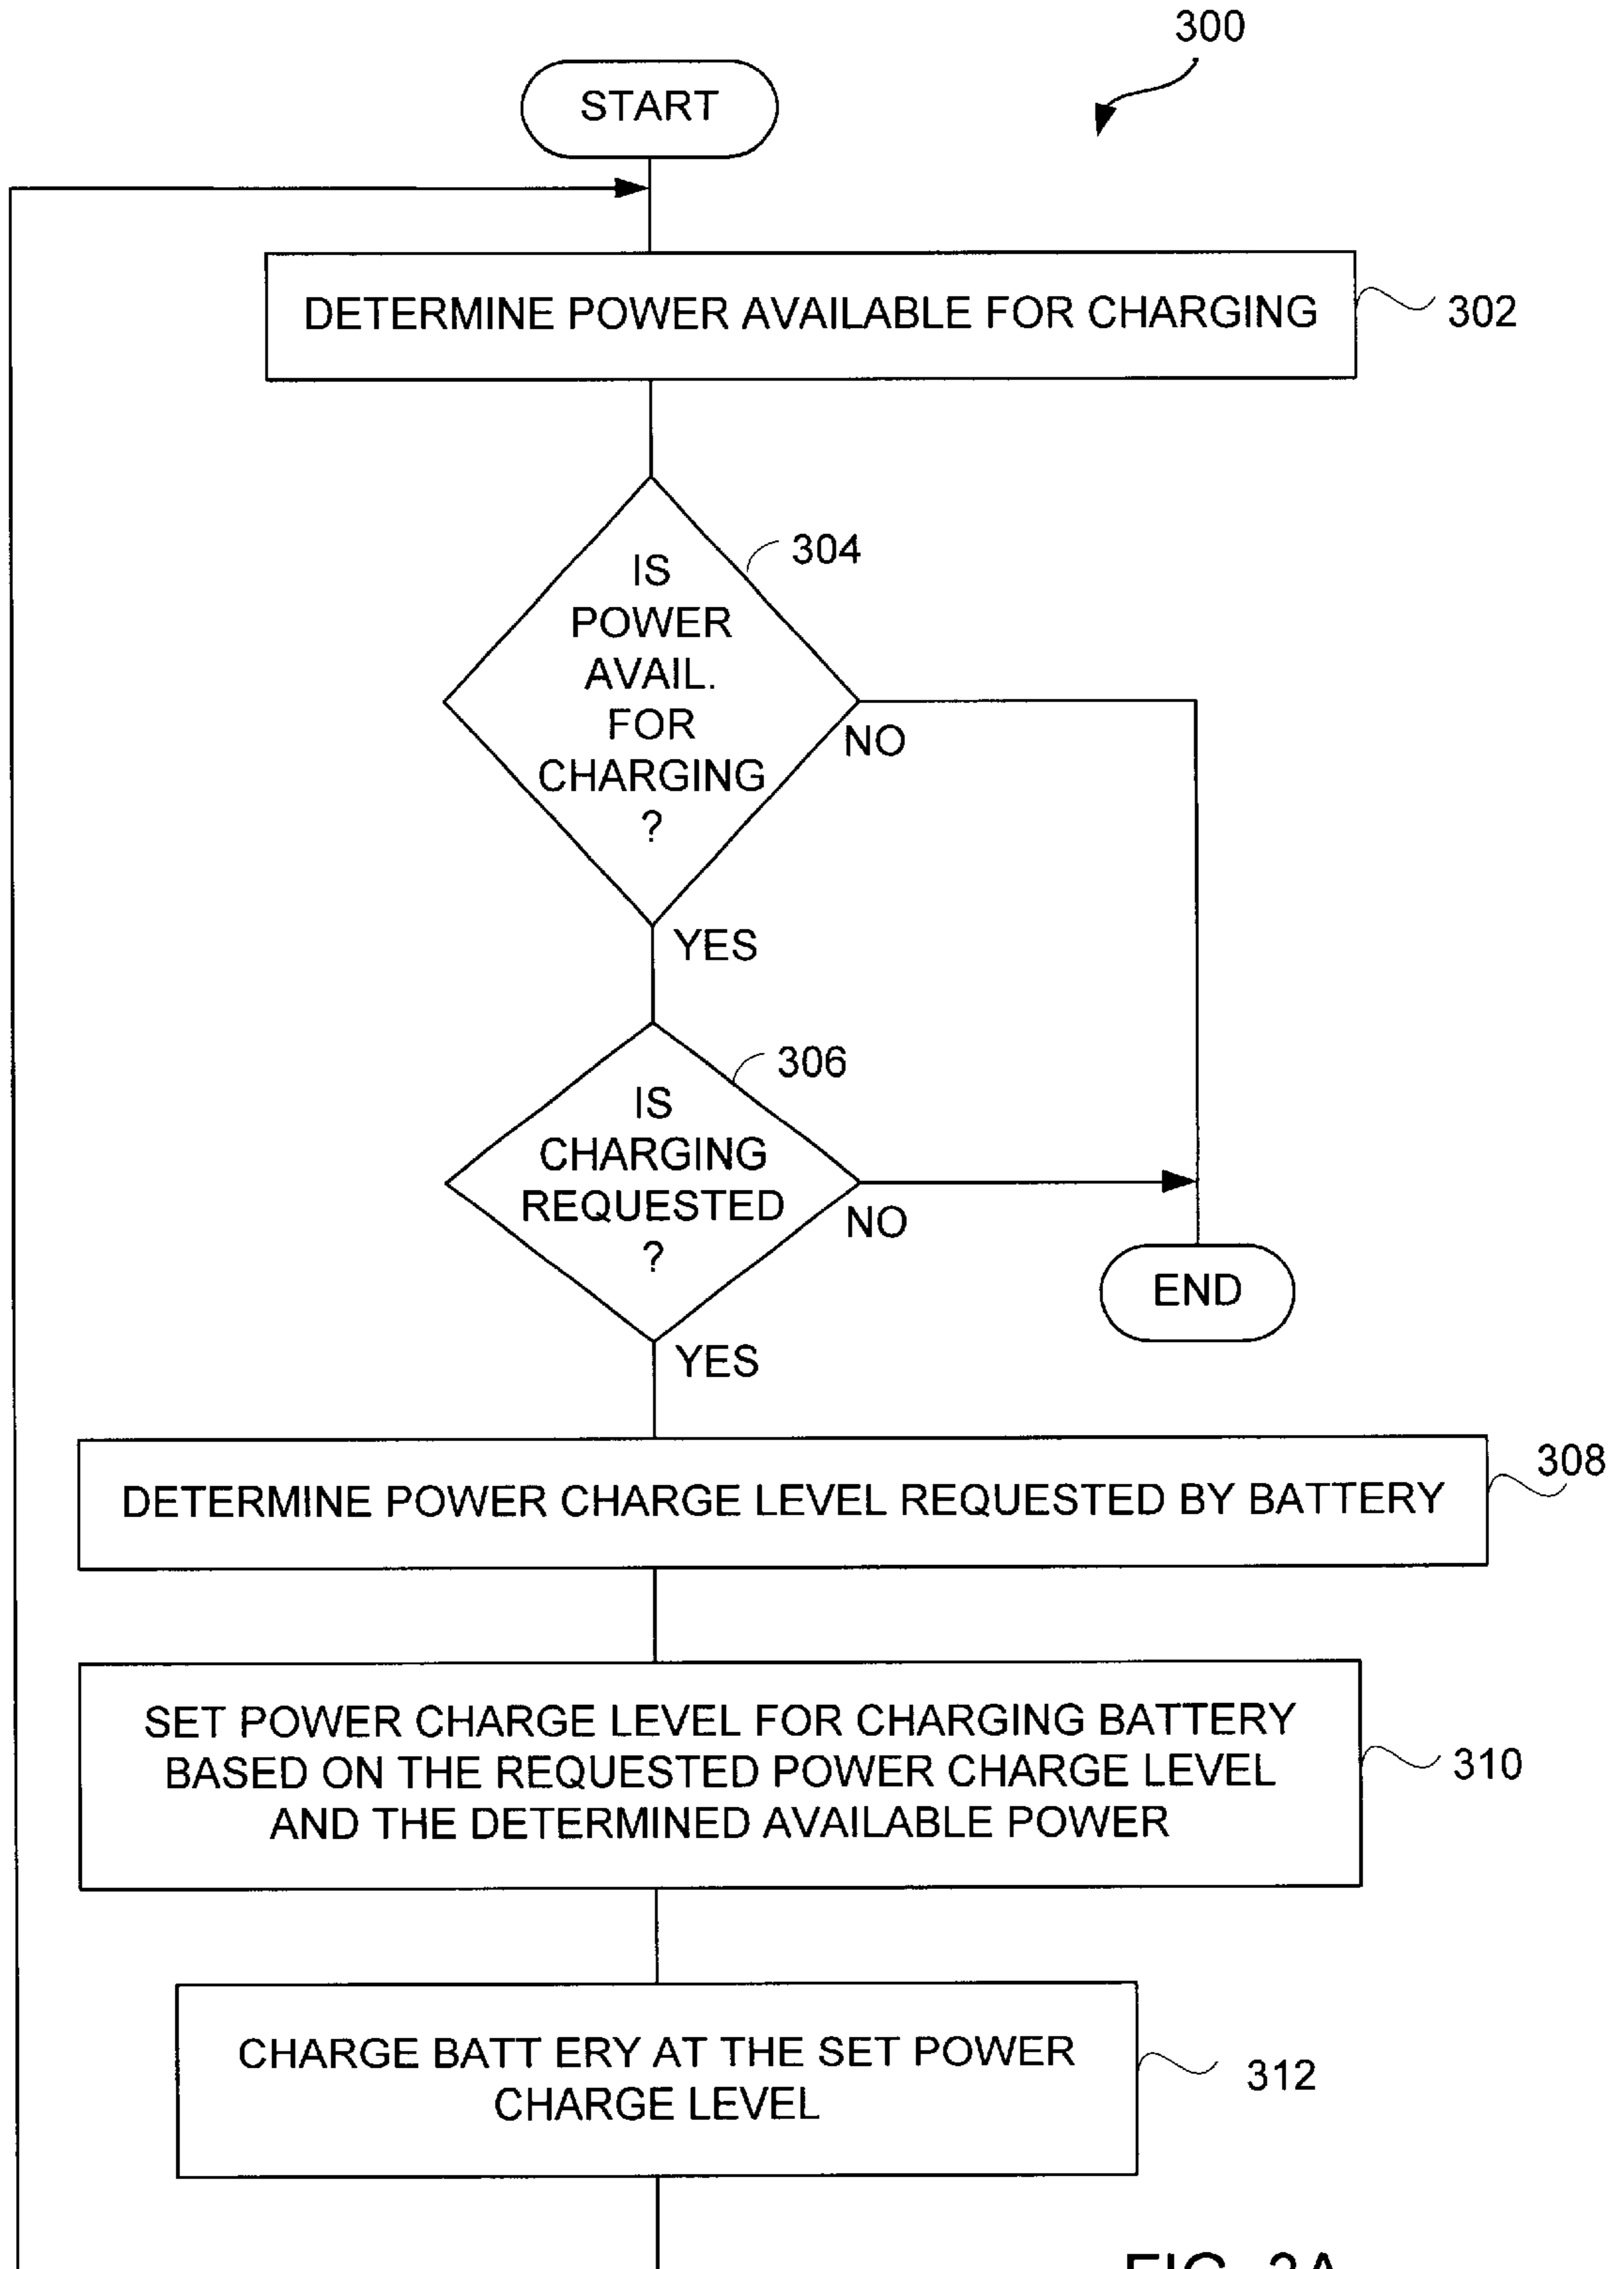 300
START
DETERMINE POWER AVAILABLE FOR CHARGING
302
304
IS
POWER
AVAIL.
FOR
CHARGING
?
NO
YES
306
IS
CHARGING
REQUESTED
?
NO
END
YES
308
DETERMINE POWER CHARGE LEVEL REQUESTED BY BATTERY
SET POWER CHARGE LEVEL FOR CHARGING BATTERY
BASED ON THE REQUESTED POWER CHARGE LEVEL
AND THE DETERMINED AVAILABLE POWER
310
CHARGE BATT ERY AT THE SET POWER
CHARGE LEVEL
312
FIG. 3A